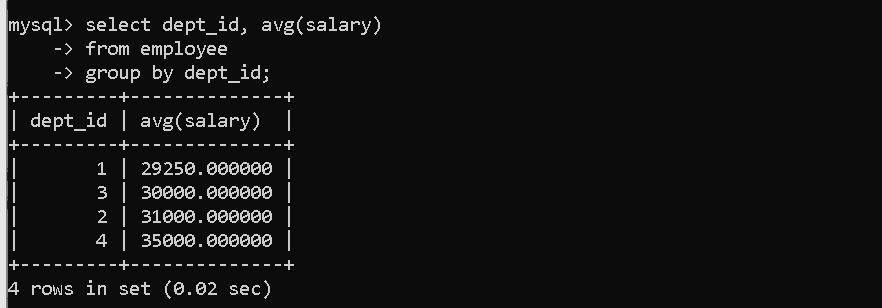 mysql> select dept_id, avg(salary)
    -> from employee
    -> group by dept_id;
+---------+--------------+
| dept_id | avg(salary)  |
+---------+--------------+
|       1 | 29250.000000 |
|       3 | 30000.000000 |
|       2 | 31000.000000 |
|       4 | 35000.000000 |
+---------+--------------+
4 rows in set (0.02 sec)